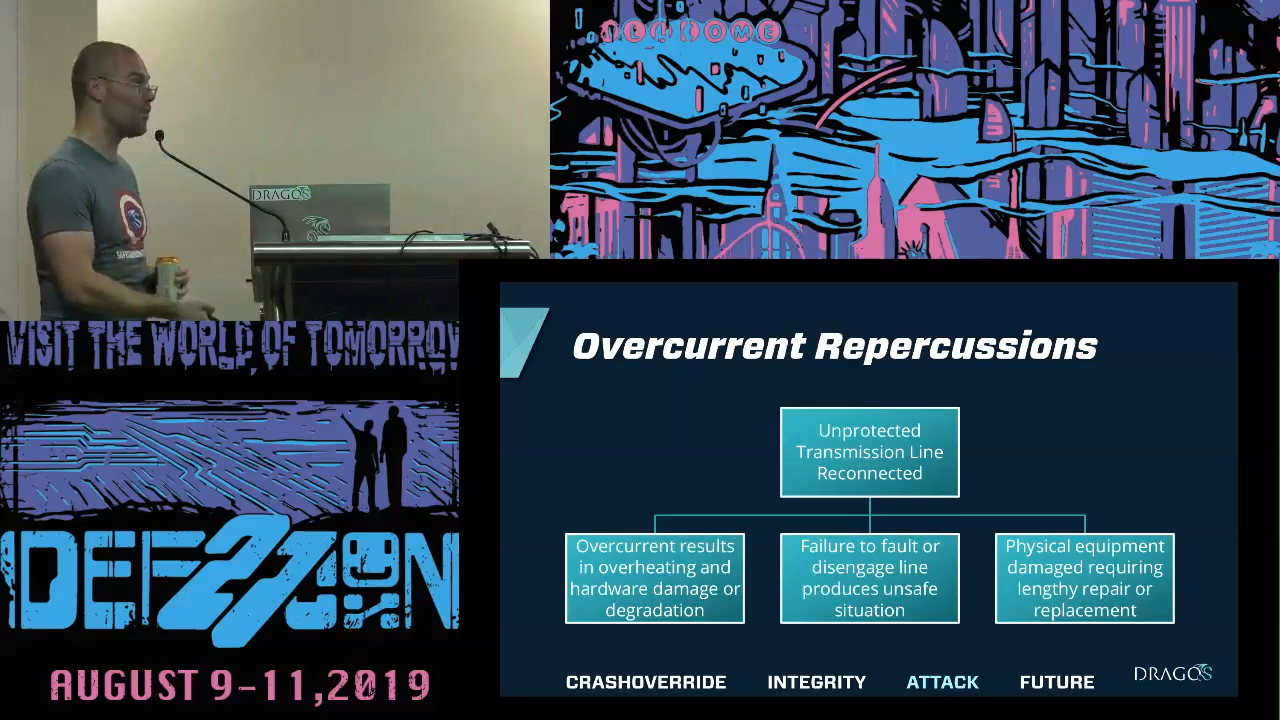 WELCOME
DRAGOS
VISIT THE WORLD OF TOMORROW
DEF CON
27
AUGUST 9-11,2019
Overcurrent Repercussions
Unprotected
Transmission Line
Reconnected
Overcurrent results
in overheating and
hardware damage or
degradation
Failure to fault or
disengage line
produces unsafe
situation
Physical equipment
damaged requiring
lengthy repair or
replacement
CRASHOVERRIDE
INTEGRITY
ATTACK
FUTURE
DRAGOS